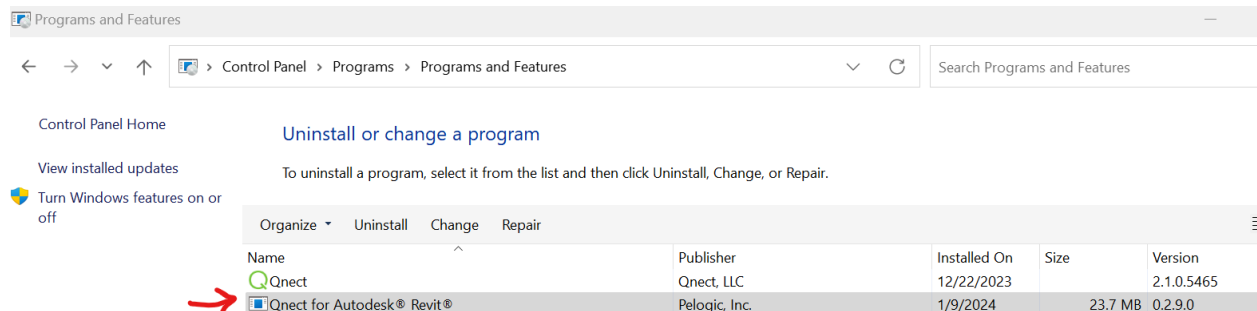 Programs and Features
Control Panel > Programs > Programs and Features
Search Programs and Features
Control Panel Home
Uninstall or change a program
View installed updates
To uninstall a program, select it from the list and then click Uninstall, Change, or Repair.
Turn Windows features on or
off
Organize Uninstall Change Repair
Name Publisher Installed On Size Version
Qnect Qnect, LLC 12/22/2023 2.1.0.5465
Qnect for Autodesk® Revit® Pelogic, Inc. 1/9/2024 23.7 MB 0.2.9.0